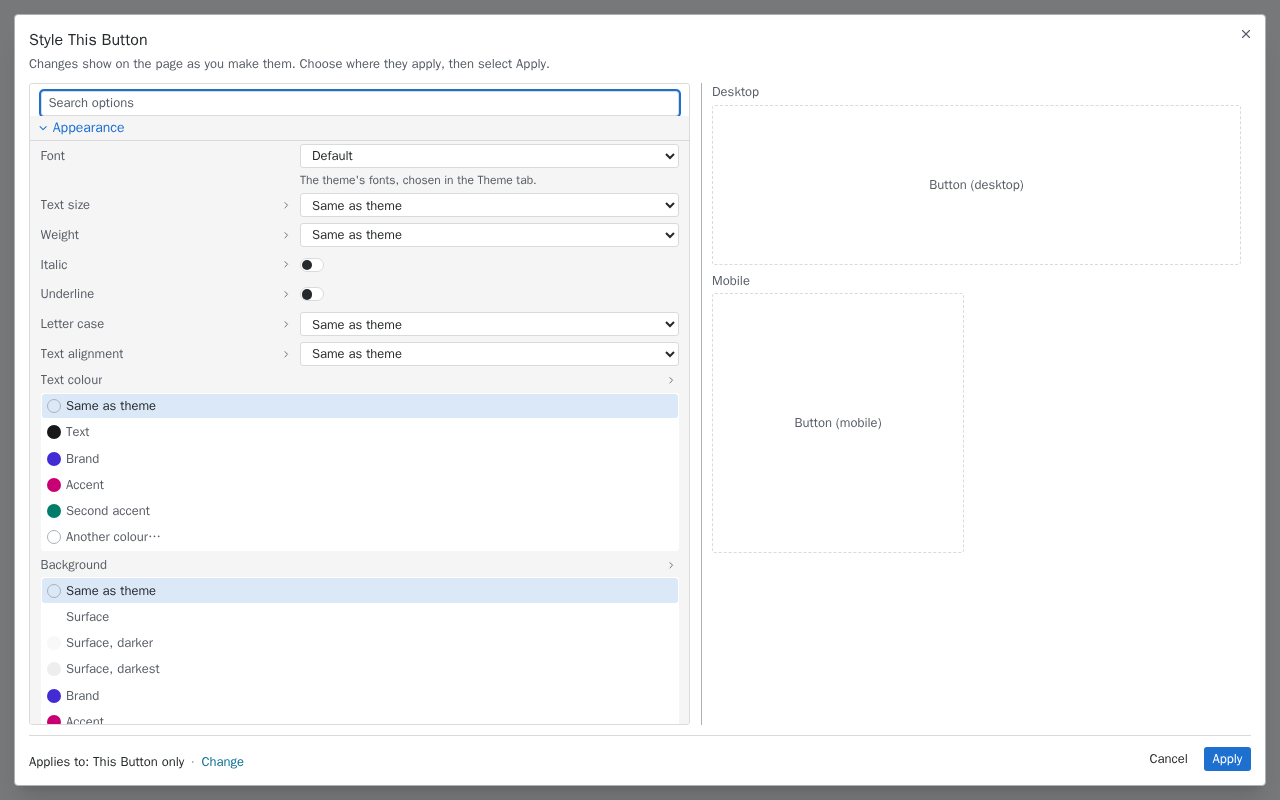 Style This Button
Changes show on the page as you make them. Choose where they apply, then select Apply.
Search options
Appearance
Font
Default
The theme's fonts, chosen in the Theme tab.
Text size
Same as theme
Weight
Same as theme
Italic
Underline
Letter case
Same as theme
Text alignment
Same as theme
Text colour
Same as theme
Text
Brand
Accent
Second accent
Another colour⋯
Background
Same as theme
Surface
Surface, darker
Surface, darkest
Brand
Accent
Desktop
Button (desktop)
Mobile
Button (mobile)
Applies to: This Button only · Change
Cancel
Apply